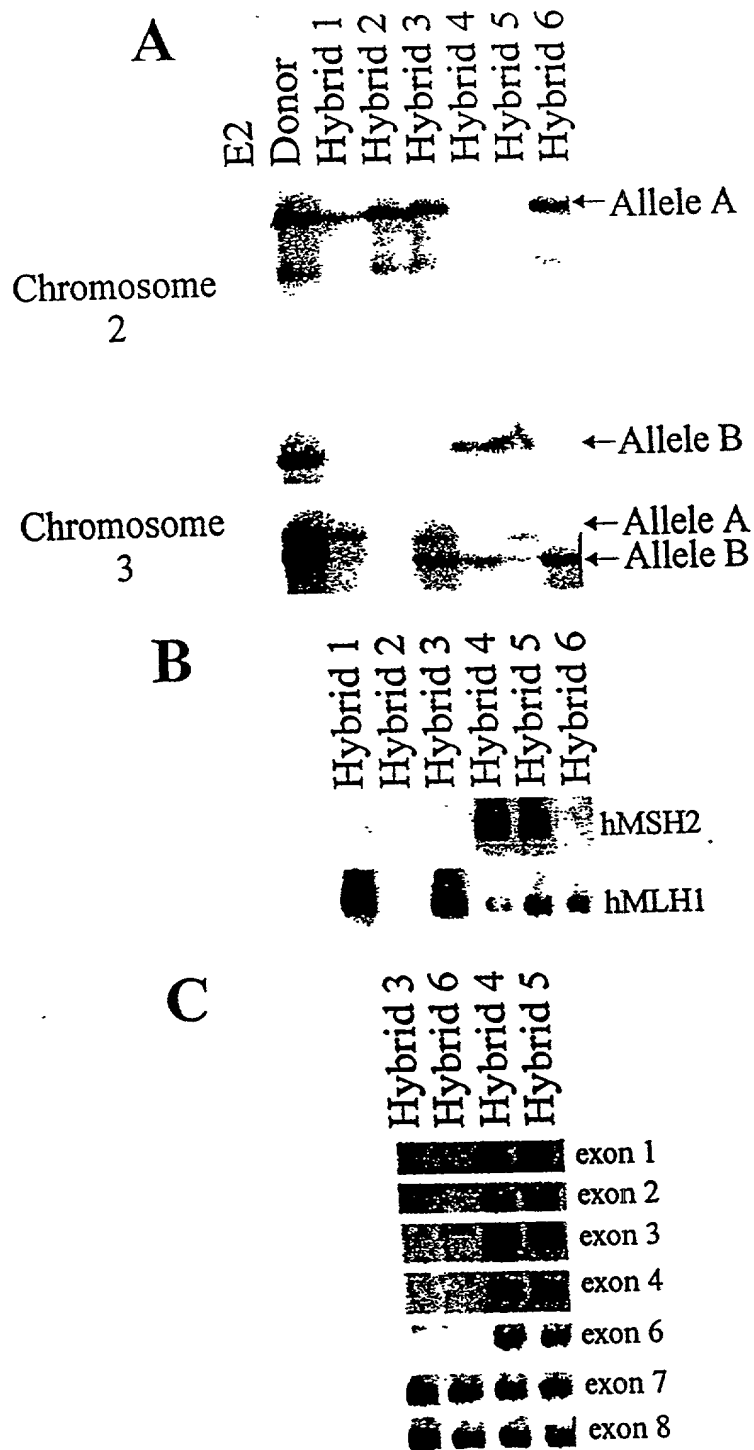 A
E2
Donor
Hybrid 1
Hybrid 2
Hybrid 3
Hybrid 4
Hybrid 5
Hybrid 6
←Allele A
Chromosome
2
←Allele B
Chromosome
3
←Allele A
←Allele B
B
Hybrid 1
Hybrid 2
Hybrid 3
Hybrid 4
Hybrid 5
Hybrid 6
hMSH2
hMLH1
C
Hybrid 3
Hybrid 6
Hybrid 4
Hybrid 5
exon 1
exon 2
exon 3
exon 4
exon 6
exon 7
exon 8